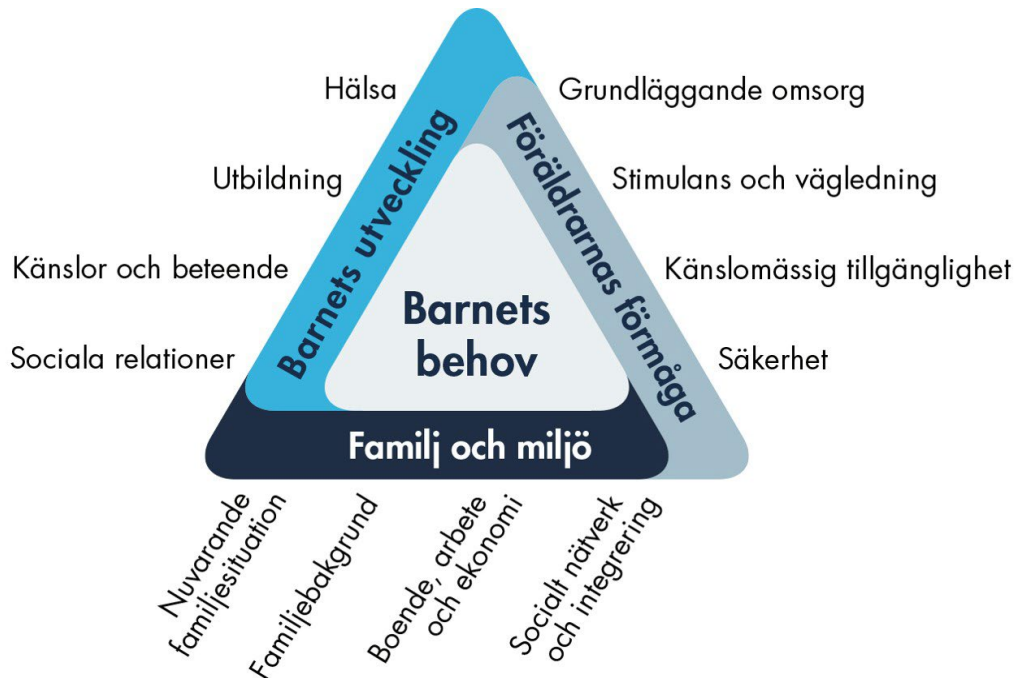 Hälsa
Utbildning
Känslor och beteende
Sociala relationer
Barnets utveckling
Grundläggande omsorg
Stimulans och vägledning
Känslomässig tillgänglighet
Säkerhet
Föräldrarnas förmåga
Barnets
behov
Familj och miljö
Nuvarande
familjesituation
Familjebakgrund
Boende, arbete
och ekonomi
Socialt nätverk
och integrering